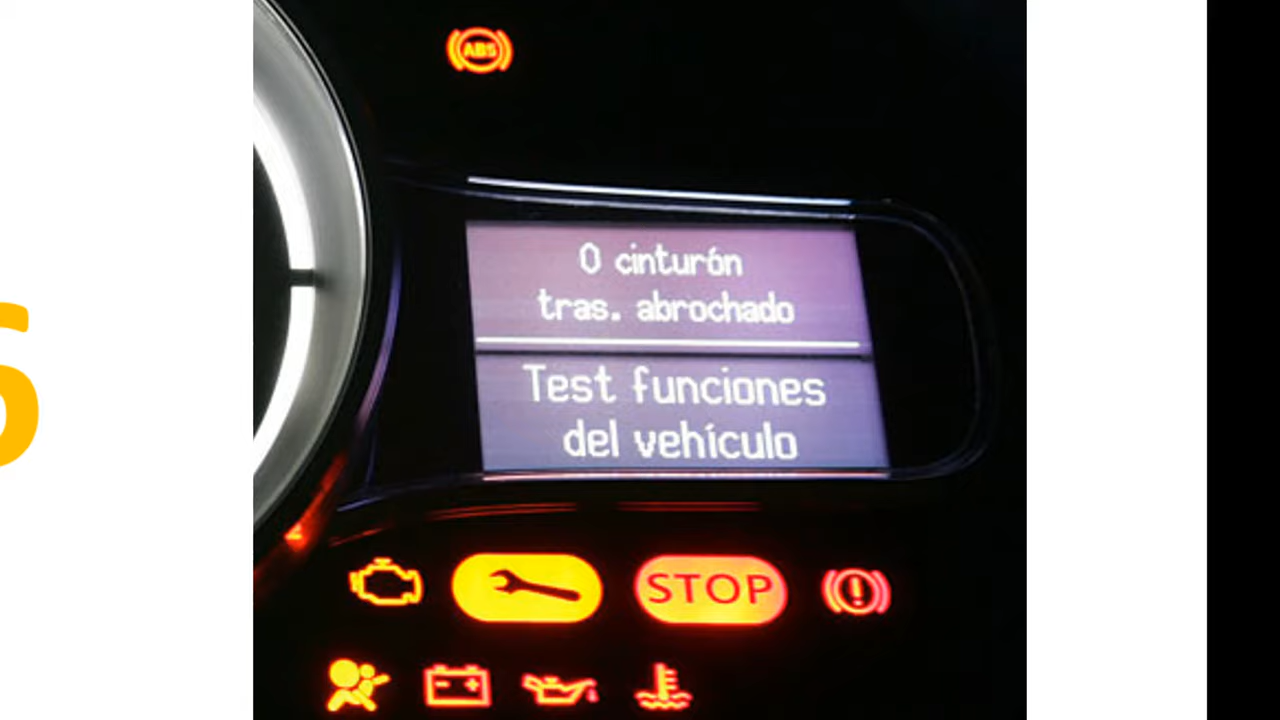 ABS
0 cinturón
tras. abrochado
Test funciones
del vehículo
STOP